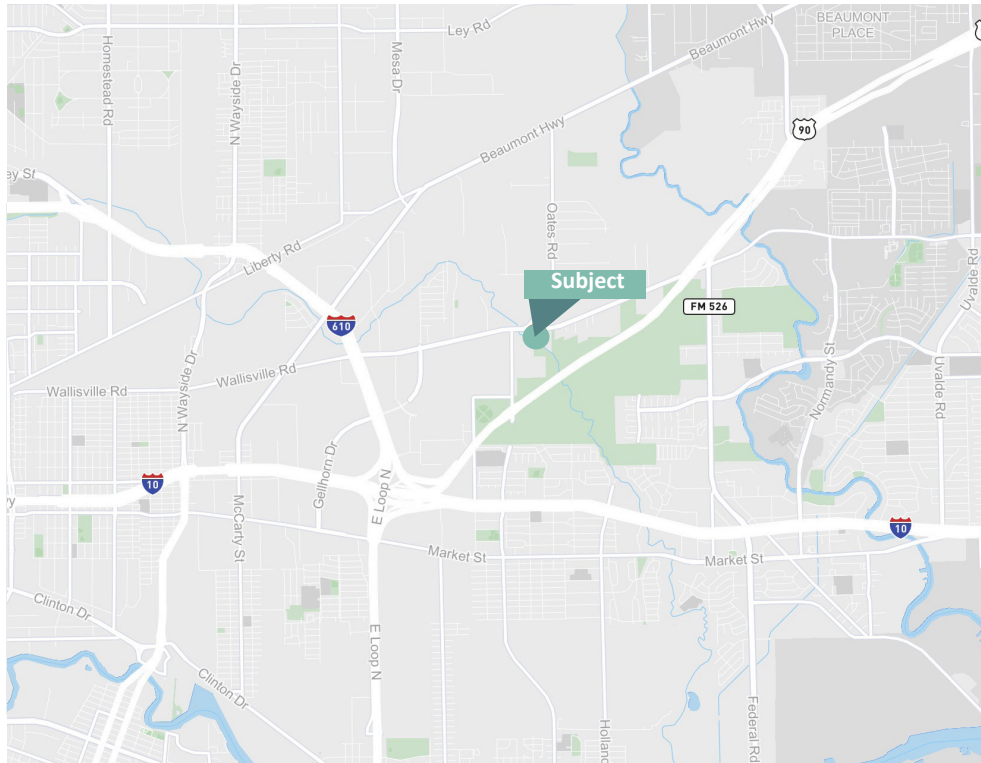 BEAUMONT
PLACE
Ley Rd
Beaumont Hwy
Homestead Rd
N Wayside Dr
Mesa Dr
90
Beaumont Hwy
ey St
Oates Rd
Liberty Rd
Subject
Uvalde Rd
FM 526
610
Wallisville Rd
Wallisville Rd
N Wayside Dr
Normandy St
Uvalde Rd
Gellhorn Dr
10
E Loop N
McCarty St
10
Market St
Market St
Clinton Dr
E Loop N
Clinton Dr
Holland
Federal Rd